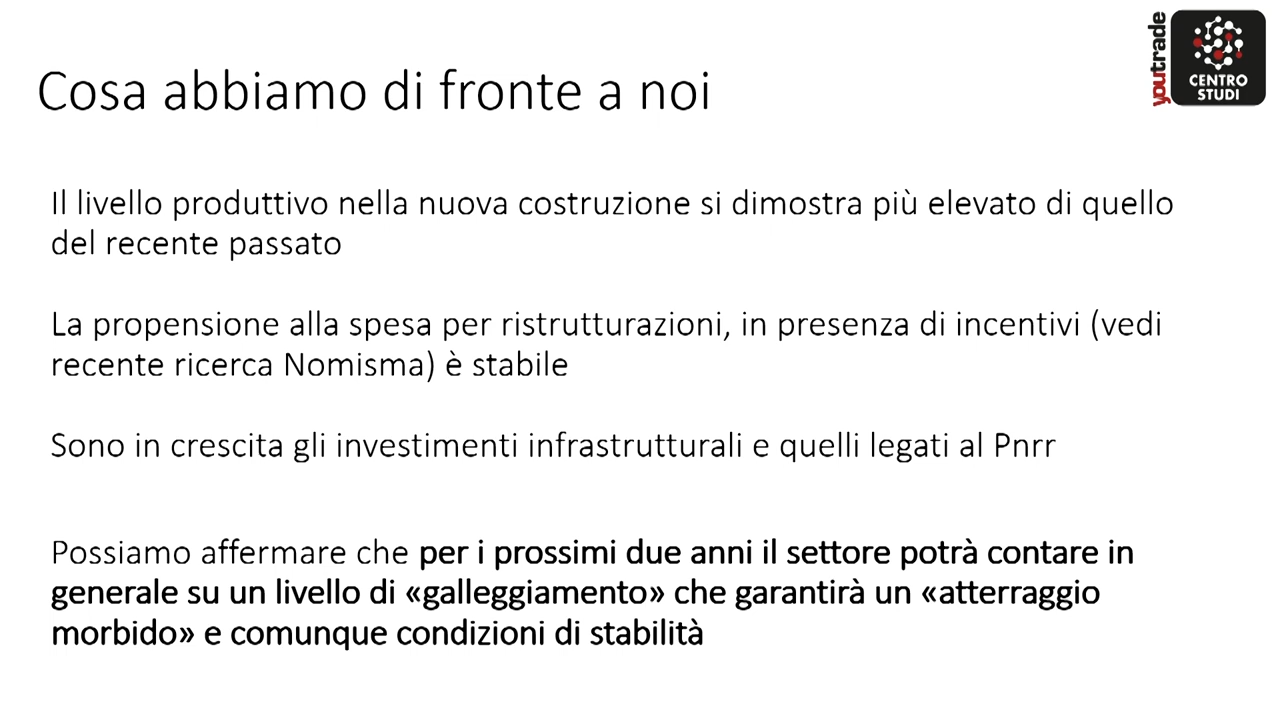 youtrade
CENTRO
STUDI
Cosa abbiamo di fronte a noi
Il livello produttivo nella nuova costruzione si dimostra più elevato di quello
del recente passato
La propensione alla spesa per ristrutturazioni, in presenza di incentivi (vedi
recente ricerca Nomisma) è stabile
Sono in crescita gli investimenti infrastrutturali e quelli legati al Pnrr
Possiamo affermare che per i prossimi due anni il settore potrà contare in
generale su un livello di «galleggiamento» che garantirà un «atterraggio
morbido» e comunque condizioni di stabilità